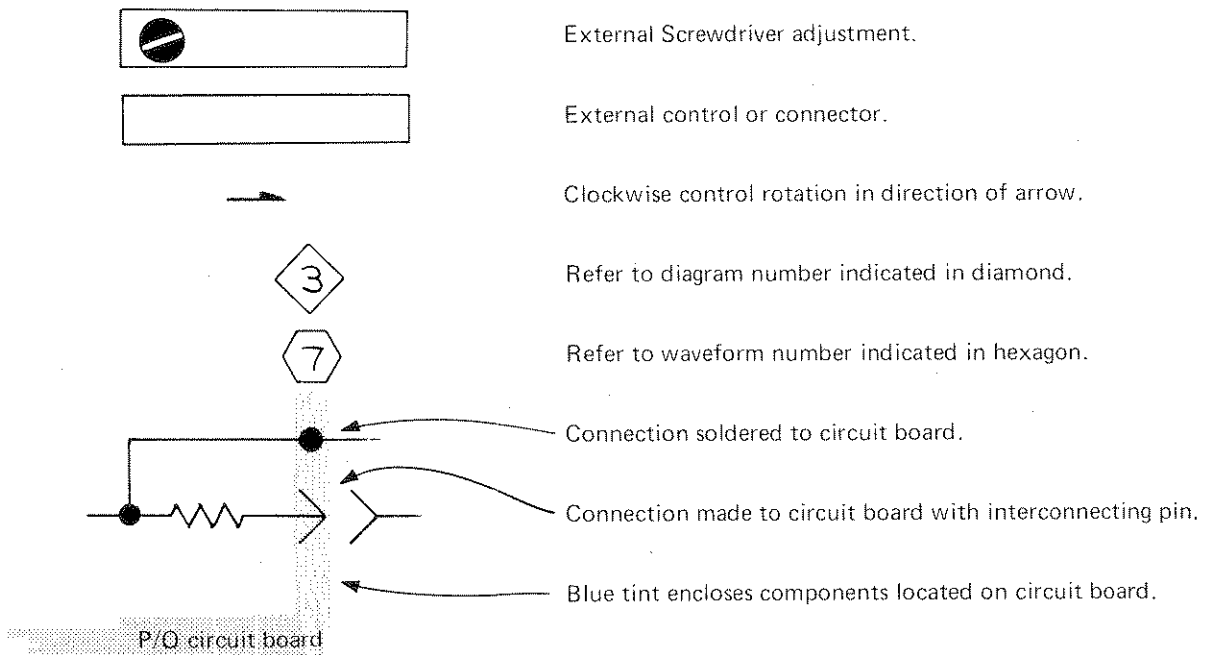 External Screwdriver adjustment.
External control or connector.
Clockwise control rotation in direction of arrow.
3
Refer to diagram number indicated in diamond.
7
Refer to waveform number indicated in hexagon.
Connection soldered to circuit board.
Connection made to circuit board with interconnecting pin.
Blue tint encloses components located on circuit board.
P/O circuit board